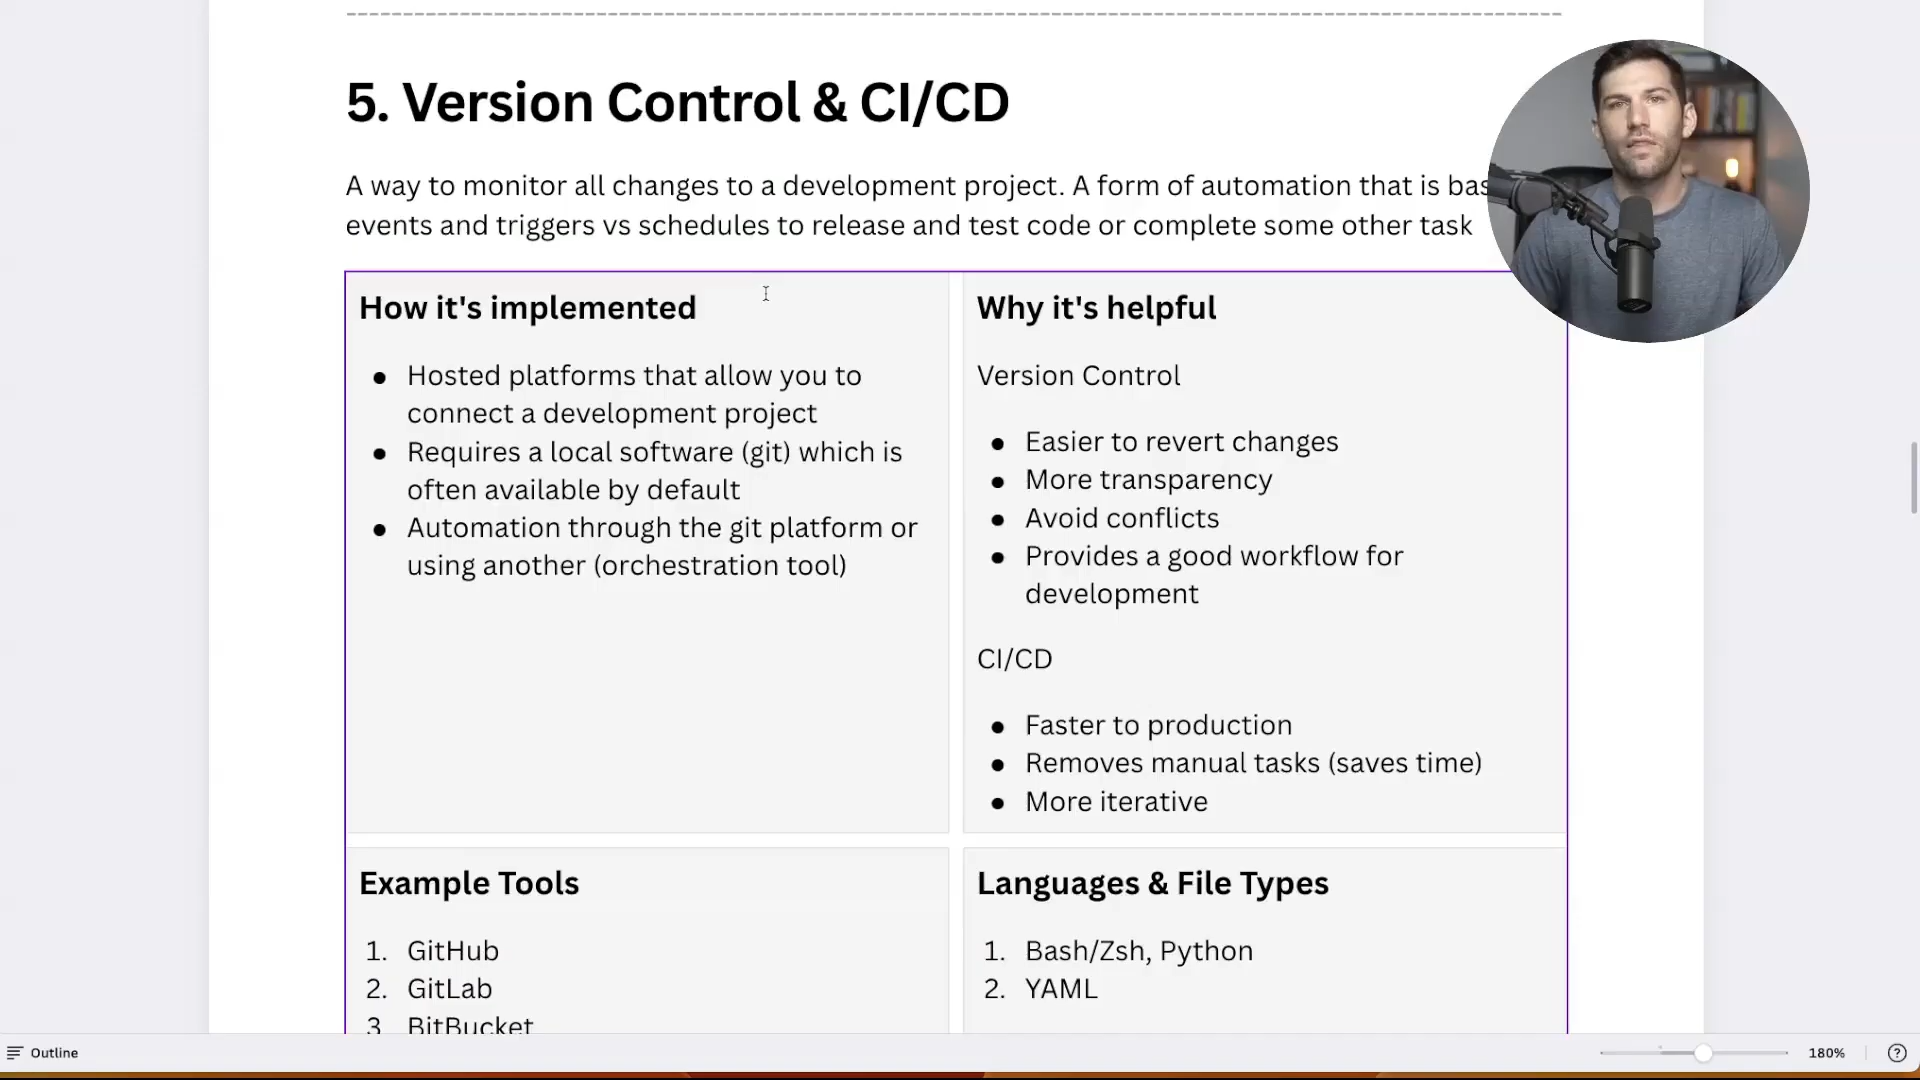 5. Version Control & CI/CD
A way to monitor all changes to a development project. A form of automation that is
events and triggers vs schedules to release and test code or complete some other task
How it's implemented
● Hosted platforms that allow you to
connect a development project
● Requires a local software (git) which is
often available by default
● Automation through the git platform or
using another (orchestration tool)
Why it's helpful
Version Control
● Easier to revert changes
● More transparency
● Avoid conflicts
● Provides a good workflow for
development
CI/CD
● Faster to production
● Removes manual tasks (saves time)
● More iterative
Example Tools
1. GitHub
2. GitLab
3. BitBucket
Languages & File Types
1. Bash/Zsh, Python
2. YAML
Outline
180%
?